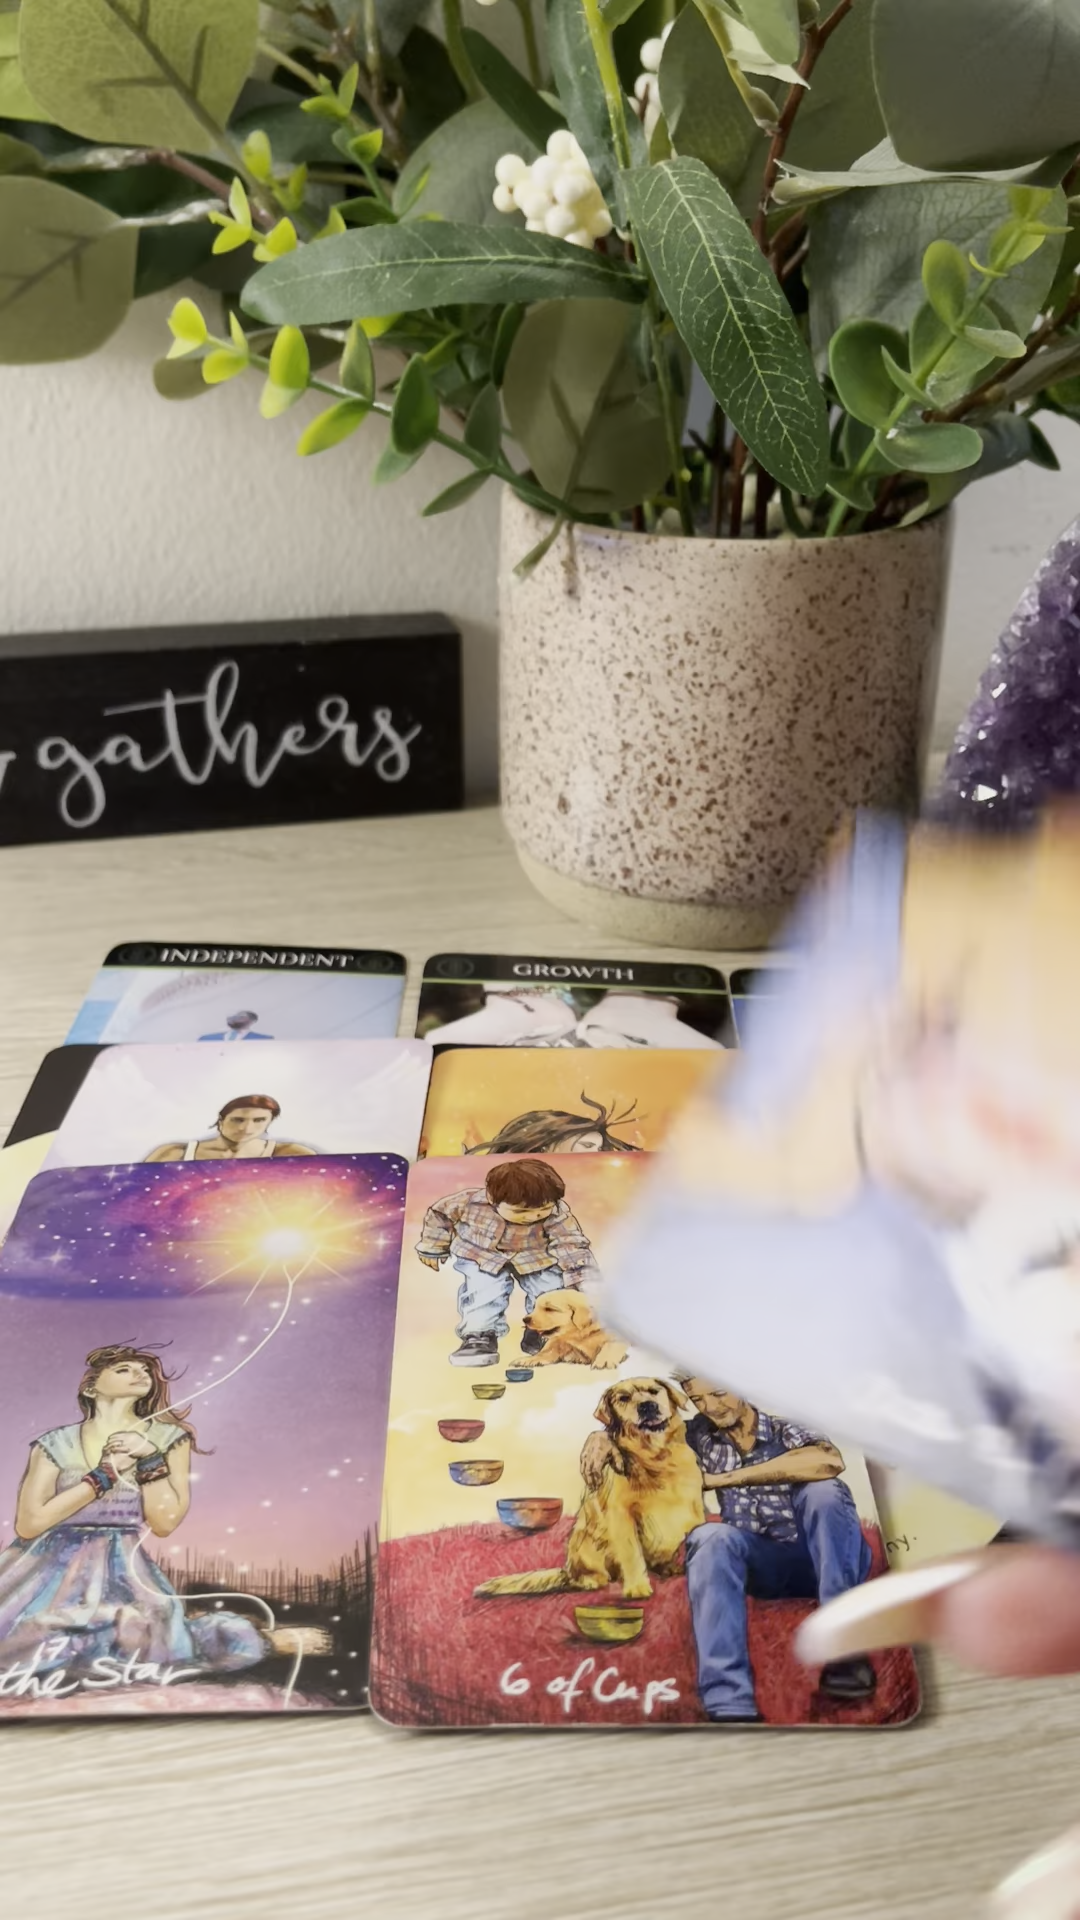 gathers
INDEPENDENT
GROWTH
17.
the Star
6 of Cups
ny.